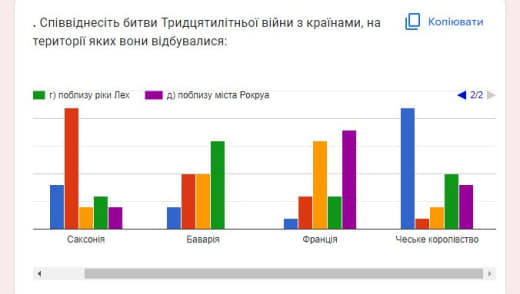 . Співвіднесіть битви Тридцятилітньої війни з країнами, на
території яких вони відбувалися:
Копіювати
г) поблизу ріки Лех д) поблизу міста Рокруа 2/2
Саксонія Баварія Франція Чеське королівство